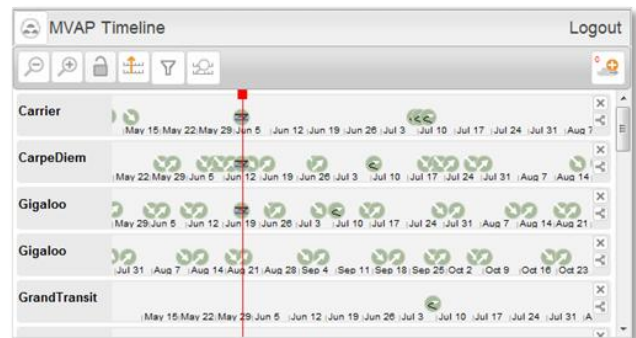 MVAP Timeline Logout
0
Carrier
May 15 May 22 May 29 Jun 5 Jun 12 Jun 19 Jun 26 Jul 3 Jul 10 Jul 17 Jul 24 Jul 31 Aug 7
CarpeDiem
May 22 May 29 Jun 5 Jun 12 Jun 19 Jun 26 Jul 3 Jul 10 Jul 17 Jul 24 Jul 31 Aug 7 Aug 14
Gigaloo
May 29 Jun 5 Jun 12 Jun 19 Jun 26 Jul 3 Jul 10 Jul 17 Jul 24 Jul 31 Aug 7 Aug 14 Aug 21
Gigaloo
Jul 31 Aug 7 Aug 14 Aug 21 Aug 28 Sep 4 Sep 11 Sep 18 Sep 25 Oct 2 Oct 9 Oct 16 Oct 23
GrandTransit
May 15 May 22 May 29 Jun 5 Jun 12 Jun 19 Jun 26 Jul 3 Jul 10 Jul 17 Jul 24 Jul 31 A